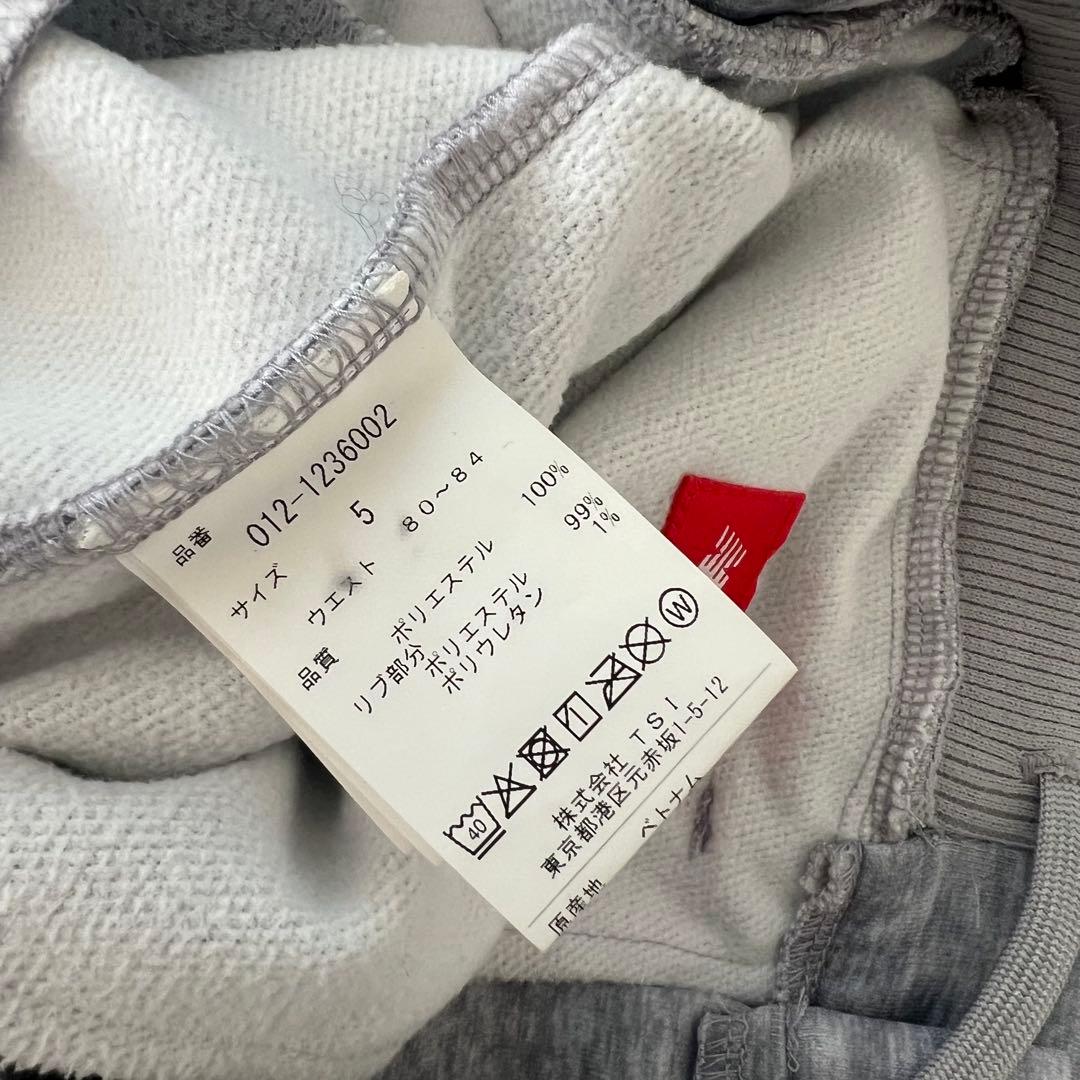 品番 012-1236002
サイズ 5
ウエスト 80～84
品質 ポリエステル 100%
リブ部分 ポリエステル 99%
ポリウレタン 1%
40
W
株式会社 TSI
東京都港区元赤坂1-5-12
原産地 ベトナム